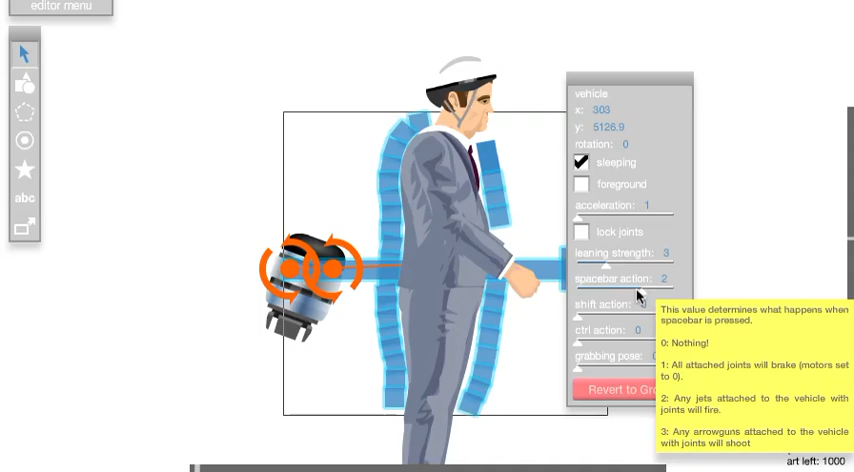 editor menu
abc
vehicle
x: 303
y: 5126.9
rotation: 0
sleeping
foreground
acceleration: 1
lock joints
leaning strength: 3
spacebar action: 2
shift action:
ctrl action: 0
grabbing pose:
Revert to
This value determines what happens when
spacebar is pressed.
0: Nothing!
1: All attached joints will brake (motors set
to 0).
2: Any jets attached to the vehicle with
joints will fire.
3: Any arrowguns attached to the vehicle
with joints will shoot
art left: 1000